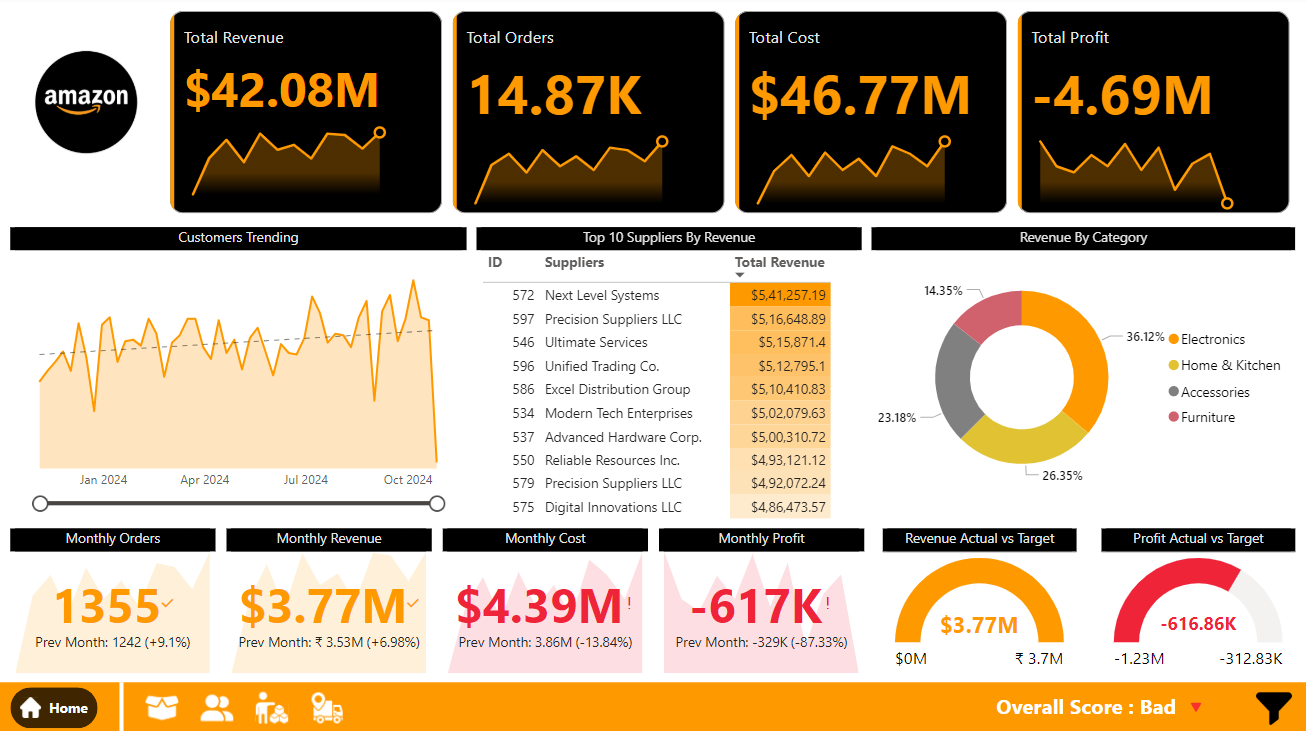 amazon
Total Revenue
$42.08M
Total Orders
14.87K
Total Cost
$46.77M
Total Profit
-4.69M
Customers Trending
Jan 2024 Apr 2024 Jul 2024 Oct 2024
Top 10 Suppliers By Revenue
ID Suppliers Total Revenue
572 Next Level Systems $5,41,257.19
597 Precision Suppliers LLC $5,16,648.89
546 Ultimate Services $5,15,871.4
596 Unified Trading Co. $5,12,795.1
586 Excel Distribution Group $5,10,410.83
534 Modern Tech Enterprises $5,02,079.63
537 Advanced Hardware Corp. $5,00,310.72
550 Reliable Resources Inc. $4,93,121.12
579 Precision Suppliers LLC $4,92,072.24
575 Digital Innovations LLC $4,86,473.57
Revenue By Category
14.35%
36.12%
23.18%
26.35%
Electronics
Home & Kitchen
Accessories
Furniture
Monthly Orders
1355✓
Prev Month: 1242 (+9.1%)
Monthly Revenue
$3.77M✓
Prev Month: ₹ 3.53M (+6.98%)
Monthly Cost
$4.39M!
Prev Month: 3.86M (-13.84%)
Monthly Profit
-617K!
Prev Month: -329K (-87.33%)
Revenue Actual vs Target
$3.77M
$0M ₹ 3.7M
Profit Actual vs Target
-616.86K
-1.23M -312.83K
Home
Overall Score : Bad ▼